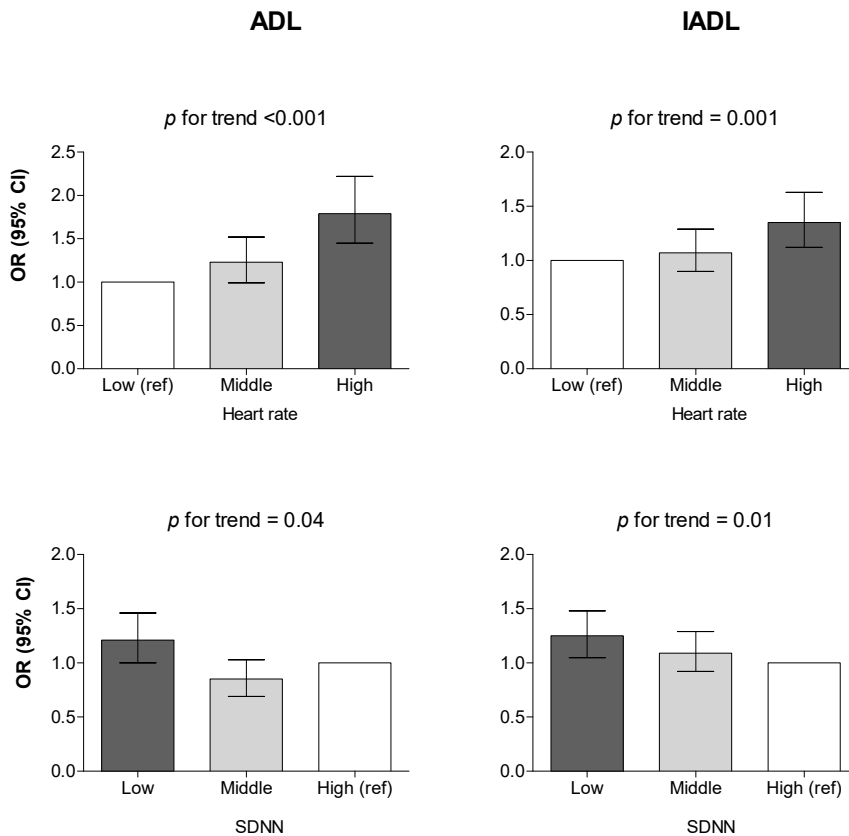 ADL
IADL
p for trend <0.001
OR (95% CI)
2.5
2.0
1.5
1.0
0.5
0.0
Low (ref)
Middle
High
Heart rate
p for trend = 0.001
2.0
1.5
1.0
0.5
0.0
Low (ref)
Middle
High
Heart rate
p for trend = 0.04
OR (95% CI)
2.0
1.5
1.0
0.5
0.0
Low
Middle
High (ref)
SDNN
p for trend = 0.01
2.0
1.5
1.0
0.5
0.0
Low
Middle
High (ref)
SDNN